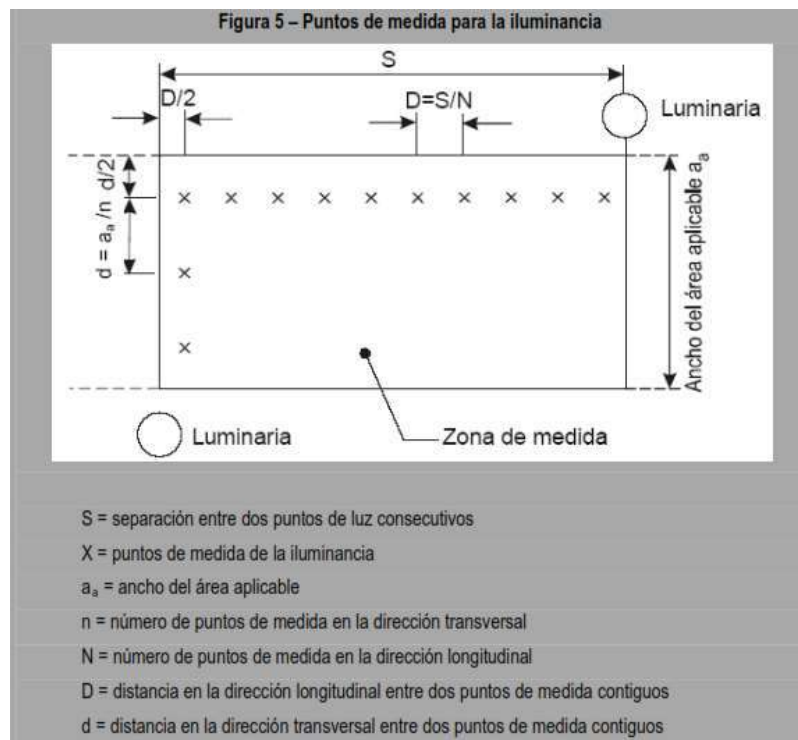 Figura 5 – Puntos de medida para la iluminancia
S
D/2
D=S/N
Luminaria
d/2
d = aₐ /n
Ancho del área aplicable aₐ
Luminaria
Zona de medida
S = separación entre dos puntos de luz consecutivos
X = puntos de medida de la iluminancia
aₐ = ancho del área aplicable
n = número de puntos de medida en la dirección transversal
N = número de puntos de medida en la dirección longitudinal
D = distancia en la dirección longitudinal entre dos puntos de medida contiguos
d = distancia en la dirección transversal entre dos puntos de medida contiguos